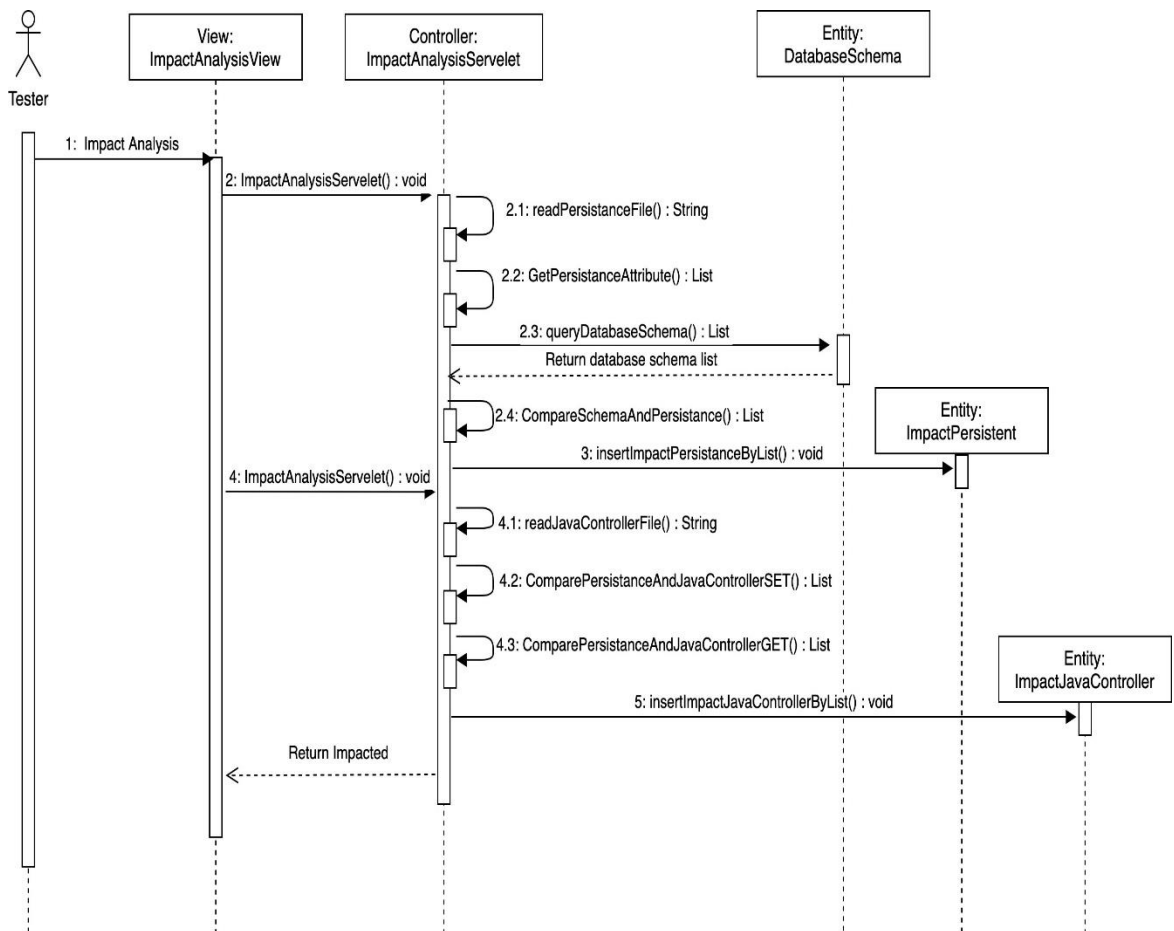 View:
ImpactAnalysisView
Controller:
ImpactAnalysisServelet
Entity:
DatabaseSchema
Tester
1: Impact Analysis
2: ImpactAnalysisServelet() : void
2.1: readPersistanceFile() : String
2.2: GetPersistanceAttribute() : List
2.3: queryDatabaseSchema() : List
Return database schema list
2.4: CompareSchemaAndPersistance() : List
Entity:
ImpactPersistent
3: insertImpactPersistanceByList() : void
4: ImpactAnalysisServelet() : void
4.1: readJavaControllerFile() : String
4.2: ComparePersistanceAndJavaControllerSET() : List
4.3: ComparePersistanceAndJavaControllerGET() : List
Entity:
ImpactJavaController
5: insertImpactJavaControllerByList() : void
Return Impacted